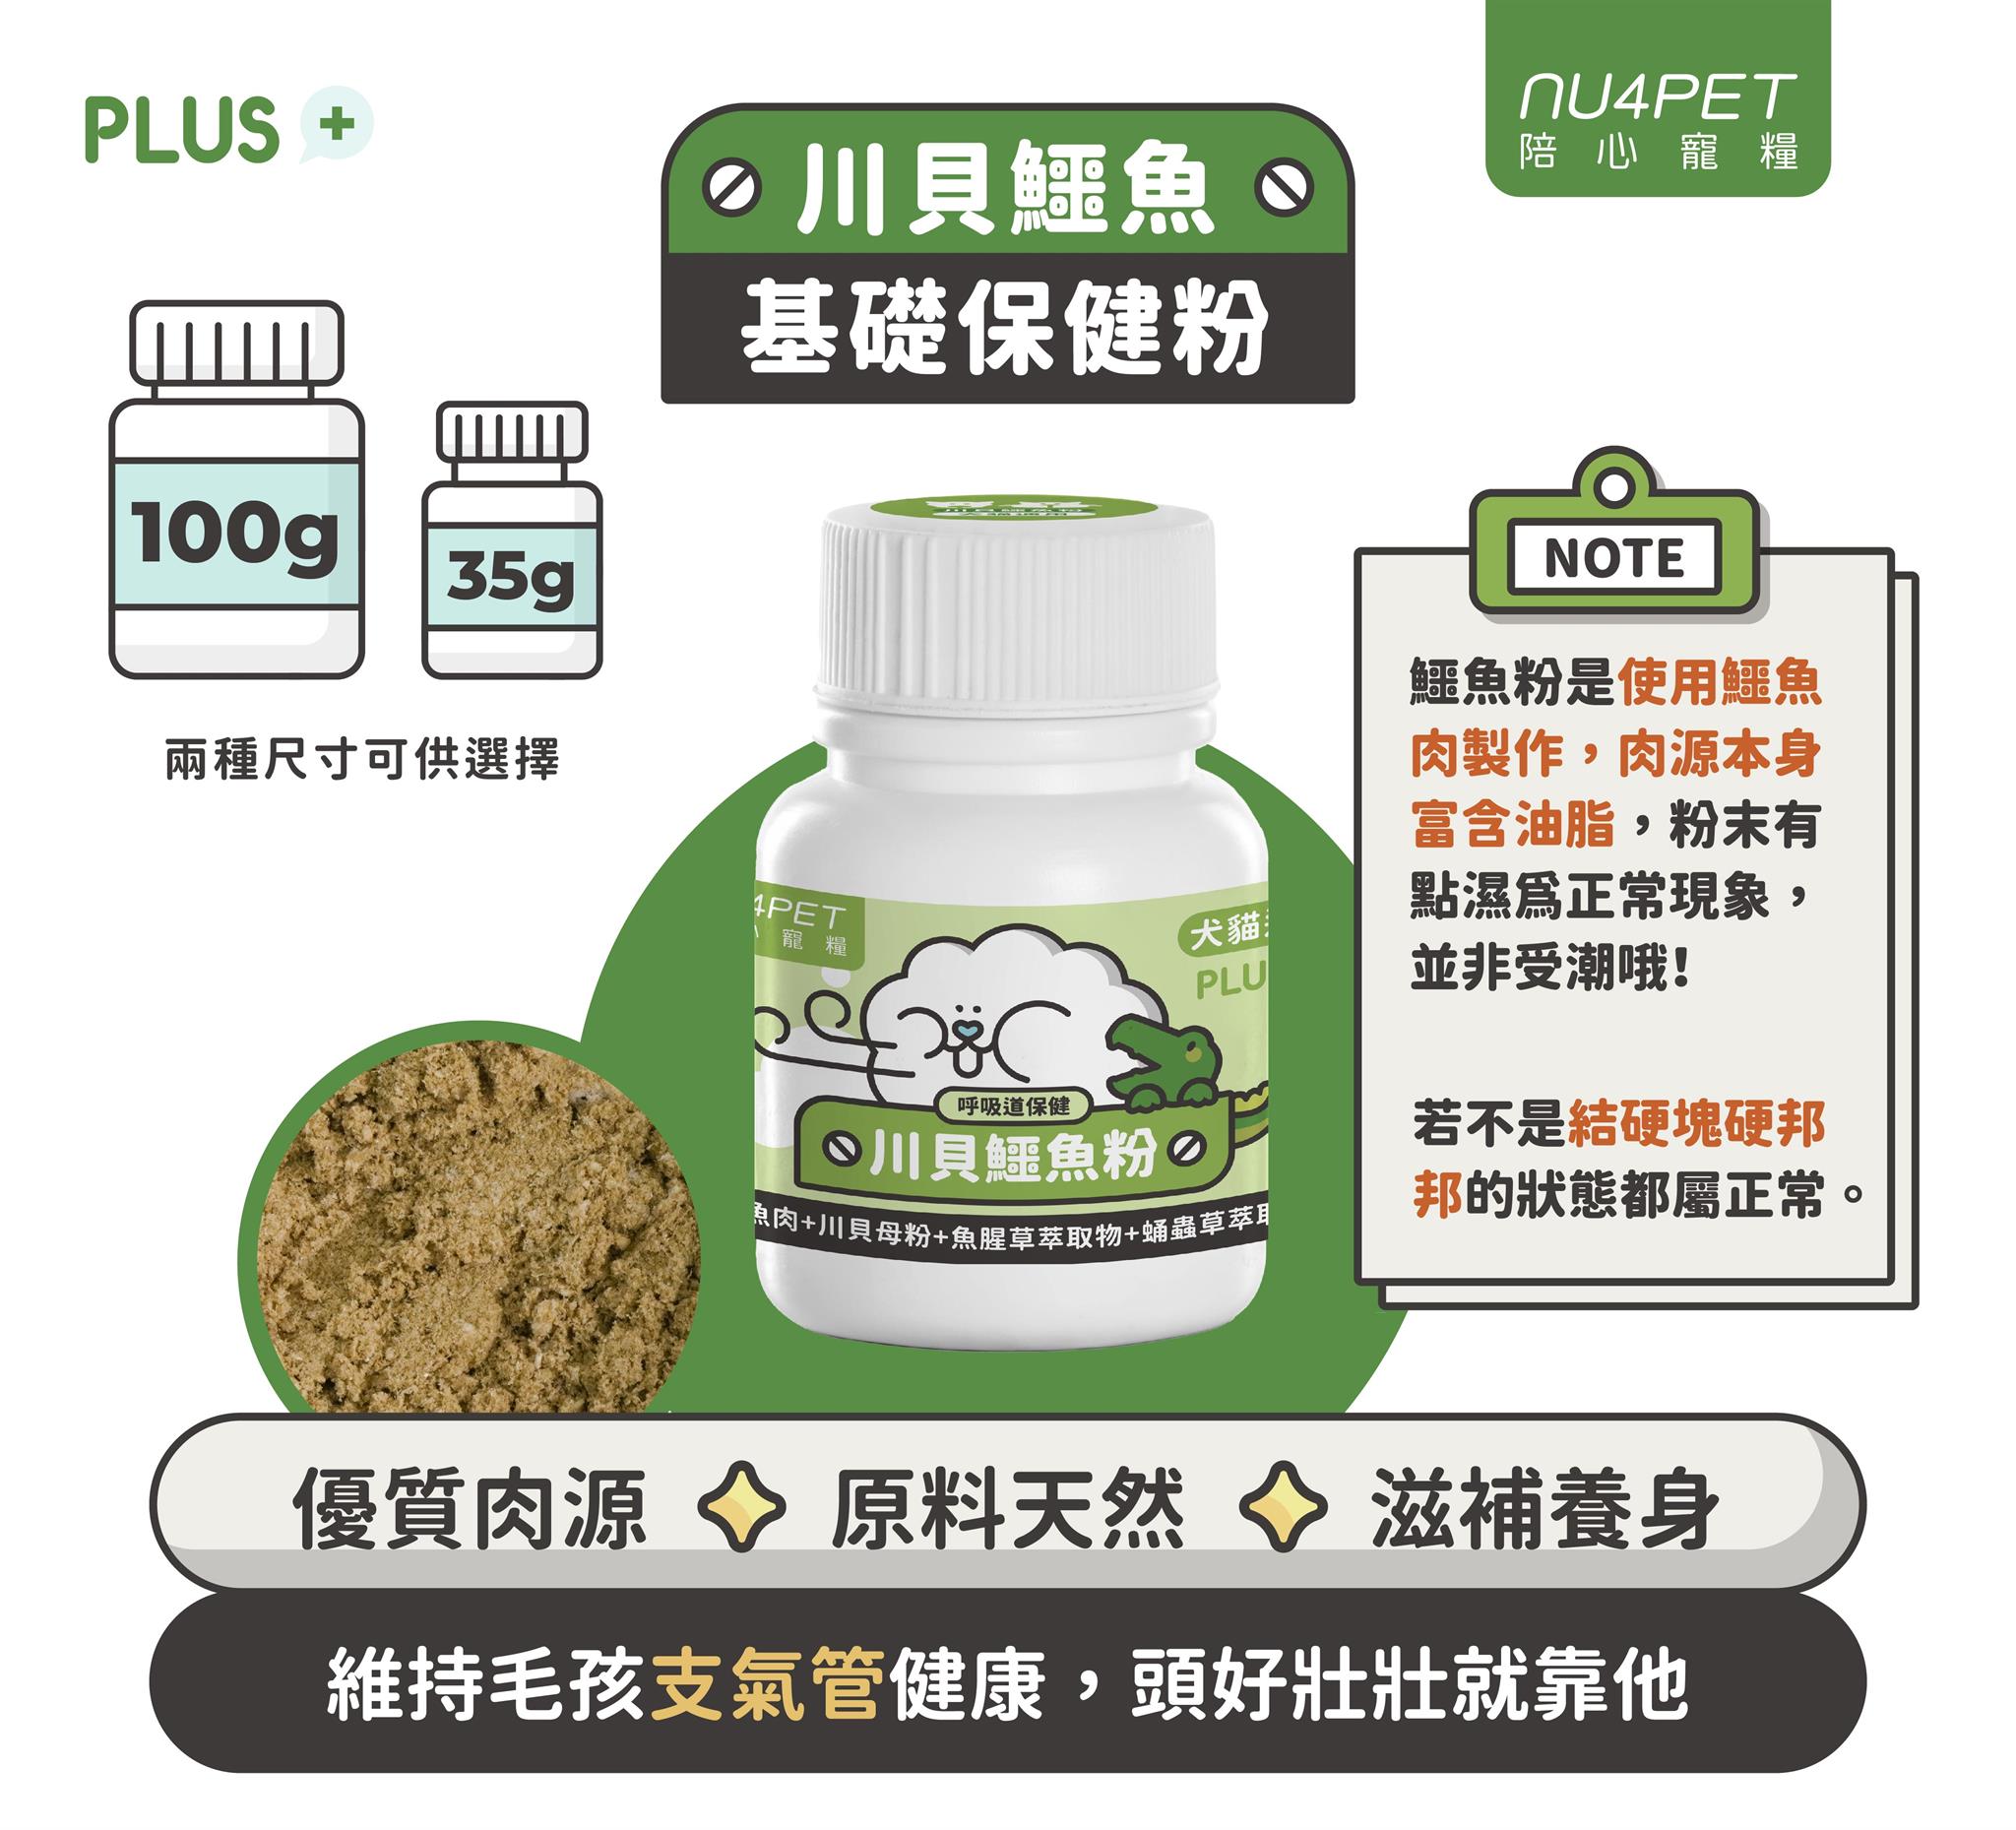 PLUS +
NU4PET
陪心寵糧
川貝鱷魚
基礎保健粉
100g
35g
兩種尺寸可供選擇
NOTE
鱷魚粉是使用鱷魚
肉製作，肉源本身
富含油脂，粉末有
點濕爲正常現象，
並非受潮哦!
若不是結硬塊硬邦
邦的狀態都屬正常。
4PET
寵糧
犬貓
PLU
呼吸道保健
川貝鱷魚粉
魚肉+川貝母粉+魚腥草萃取物+蛹蟲草萃取
優質肉源
原料天然
滋補養身
維持毛孩支氣管健康，頭好壯壯就靠他